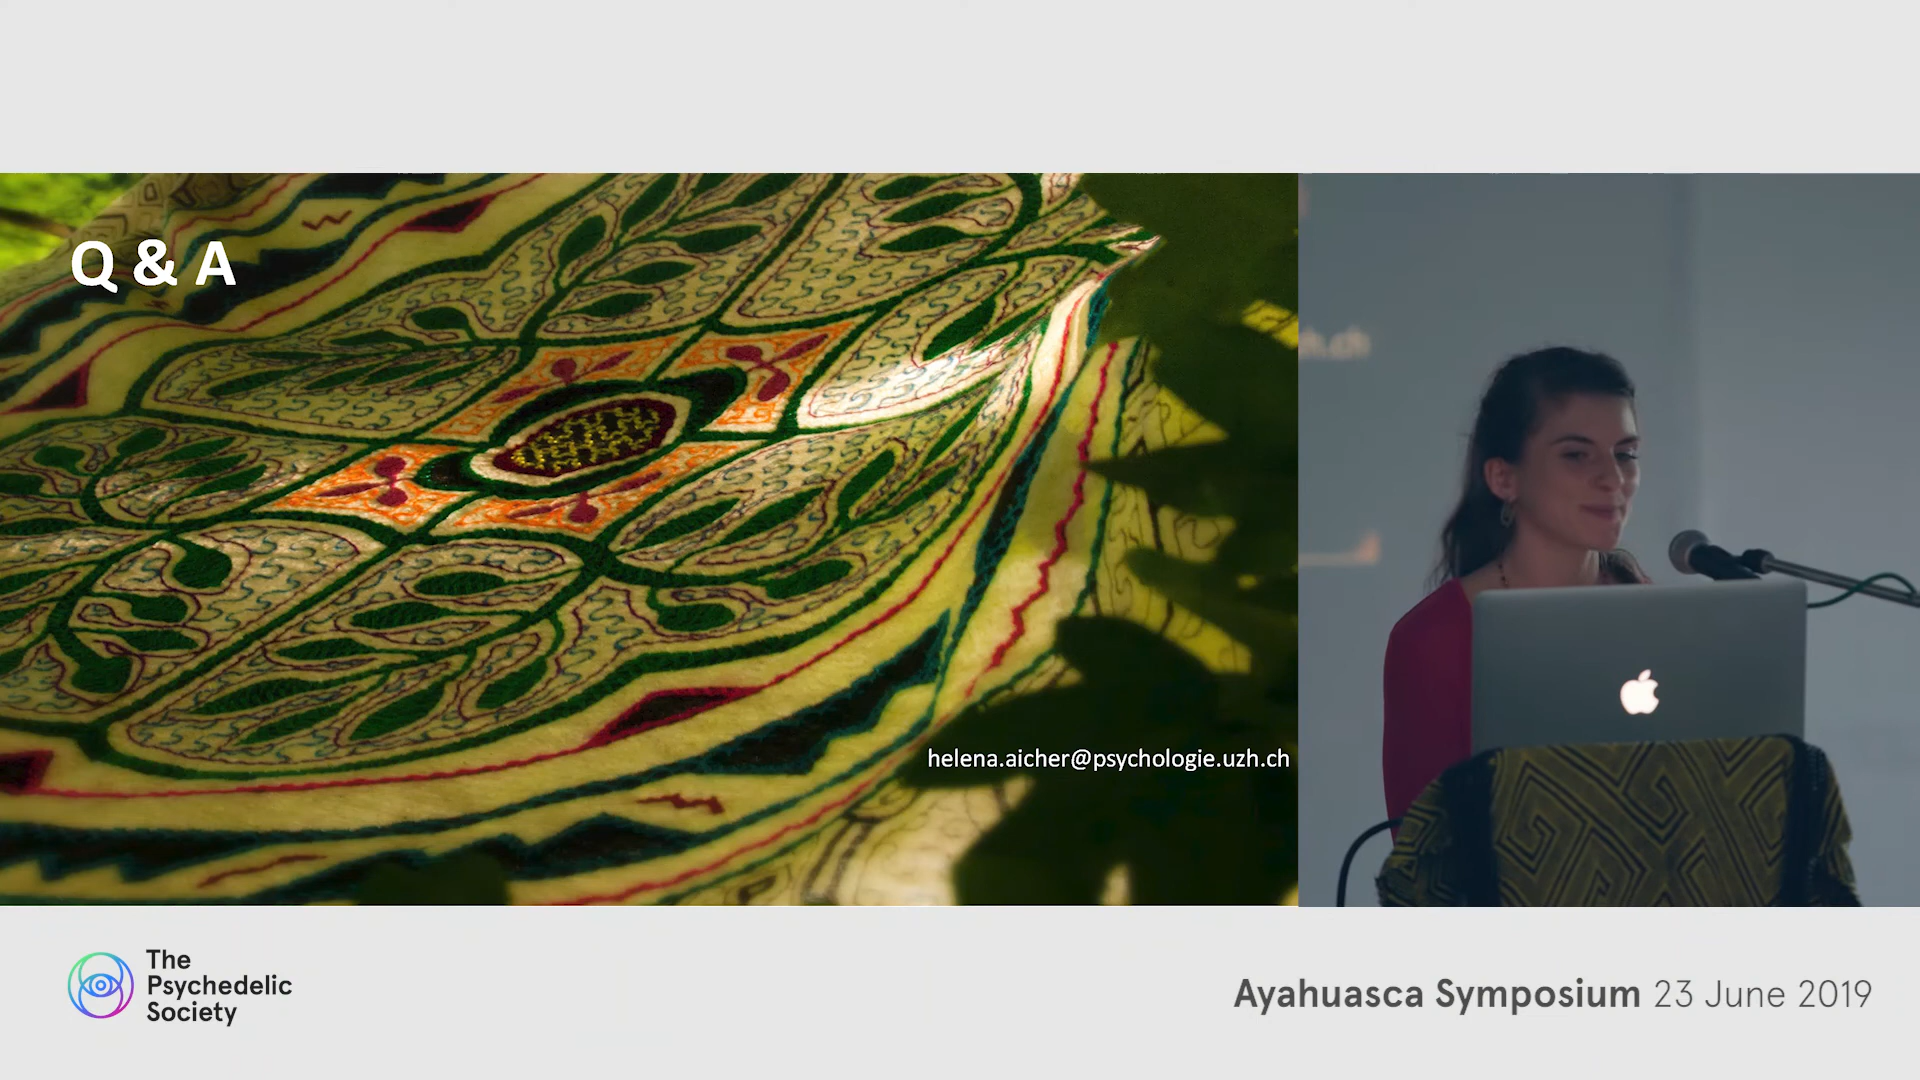 Q & A
helena.aicher@psychologie.uzh.ch
The
Psychedelic
Society
Ayahuasca Symposium 23 June 2019